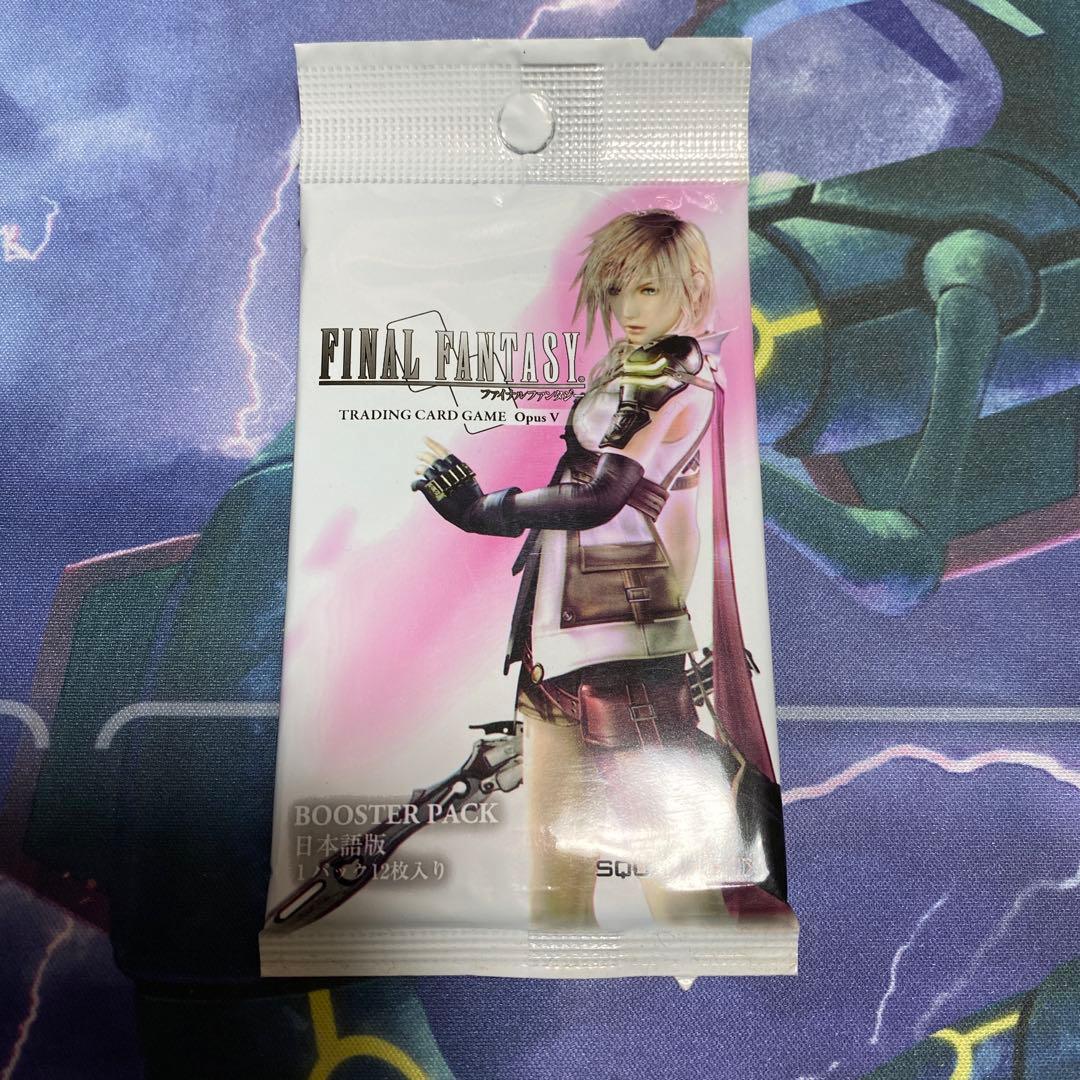 FINAL FANTASY®
ファイナルファンタジー
TRADING CARD GAME Opus V
BOOSTER PACK
日本語版
1パック12枚入り